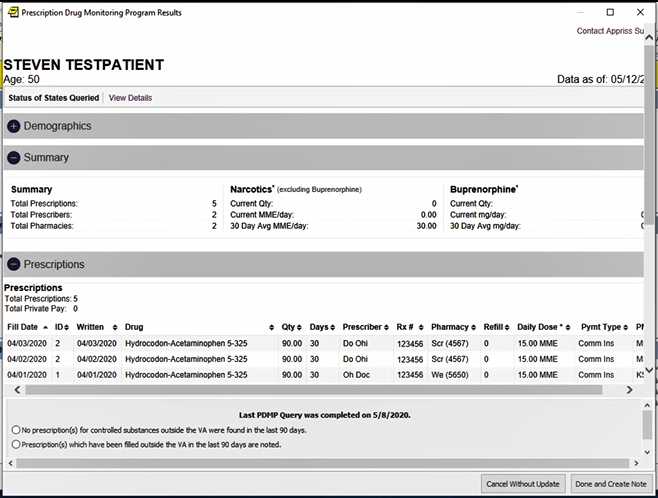 Prescription Drug Monitoring Program Results
Contact Appriss Su
STEVEN TESTPATIENT
Age: 50
Data as of: 05/12/2
Status of States Queried View Details
Demographics
Summary
Summary Narcotics* (excluding Buprenorphine) Buprenorphine*
Total Prescriptions: 5 Current Qty: 0 Current Qty:
Total Prescribers: 2 Current MME/day: 0.00 Current mg/day:
Total Pharmacies: 2 30 Day Avg MME/day: 30.00 30 Day Avg mg/day:
Prescriptions
Prescriptions
Total Prescriptions: 5
Total Private Pay: 0
Fill Date ID Written Drug Qty Days Prescriber Rx # Pharmacy Refill Daily Dose * Pymt Type
04/03/2020 2 04/03/2020 Hydrocodon-Acetaminophen 5-325 90.00 30 Do Ohi 123456 Scr (4567) 0 15.00 MME Comm Ins
04/02/2020 2 04/02/2020 Hydrocodon-Acetaminophen 5-325 90.00 30 Do Ohi 123456 Scr (4567) 0 15.00 MME Comm Ins
04/01/2020 1 04/01/2020 Hydrocodon-Acetaminophen 5-325 90.00 30 Oh Doc 123456 We (5650) 0 15.00 MME Comm Ins
Last PDMP Query was completed on 5/8/2020.
No prescription(s) for controlled substances outside the VA were found in the last 90 days.
Prescription(s) which have been filled outside the VA in the last 90 days are noted.
Cancel Without Update Done and Create Note